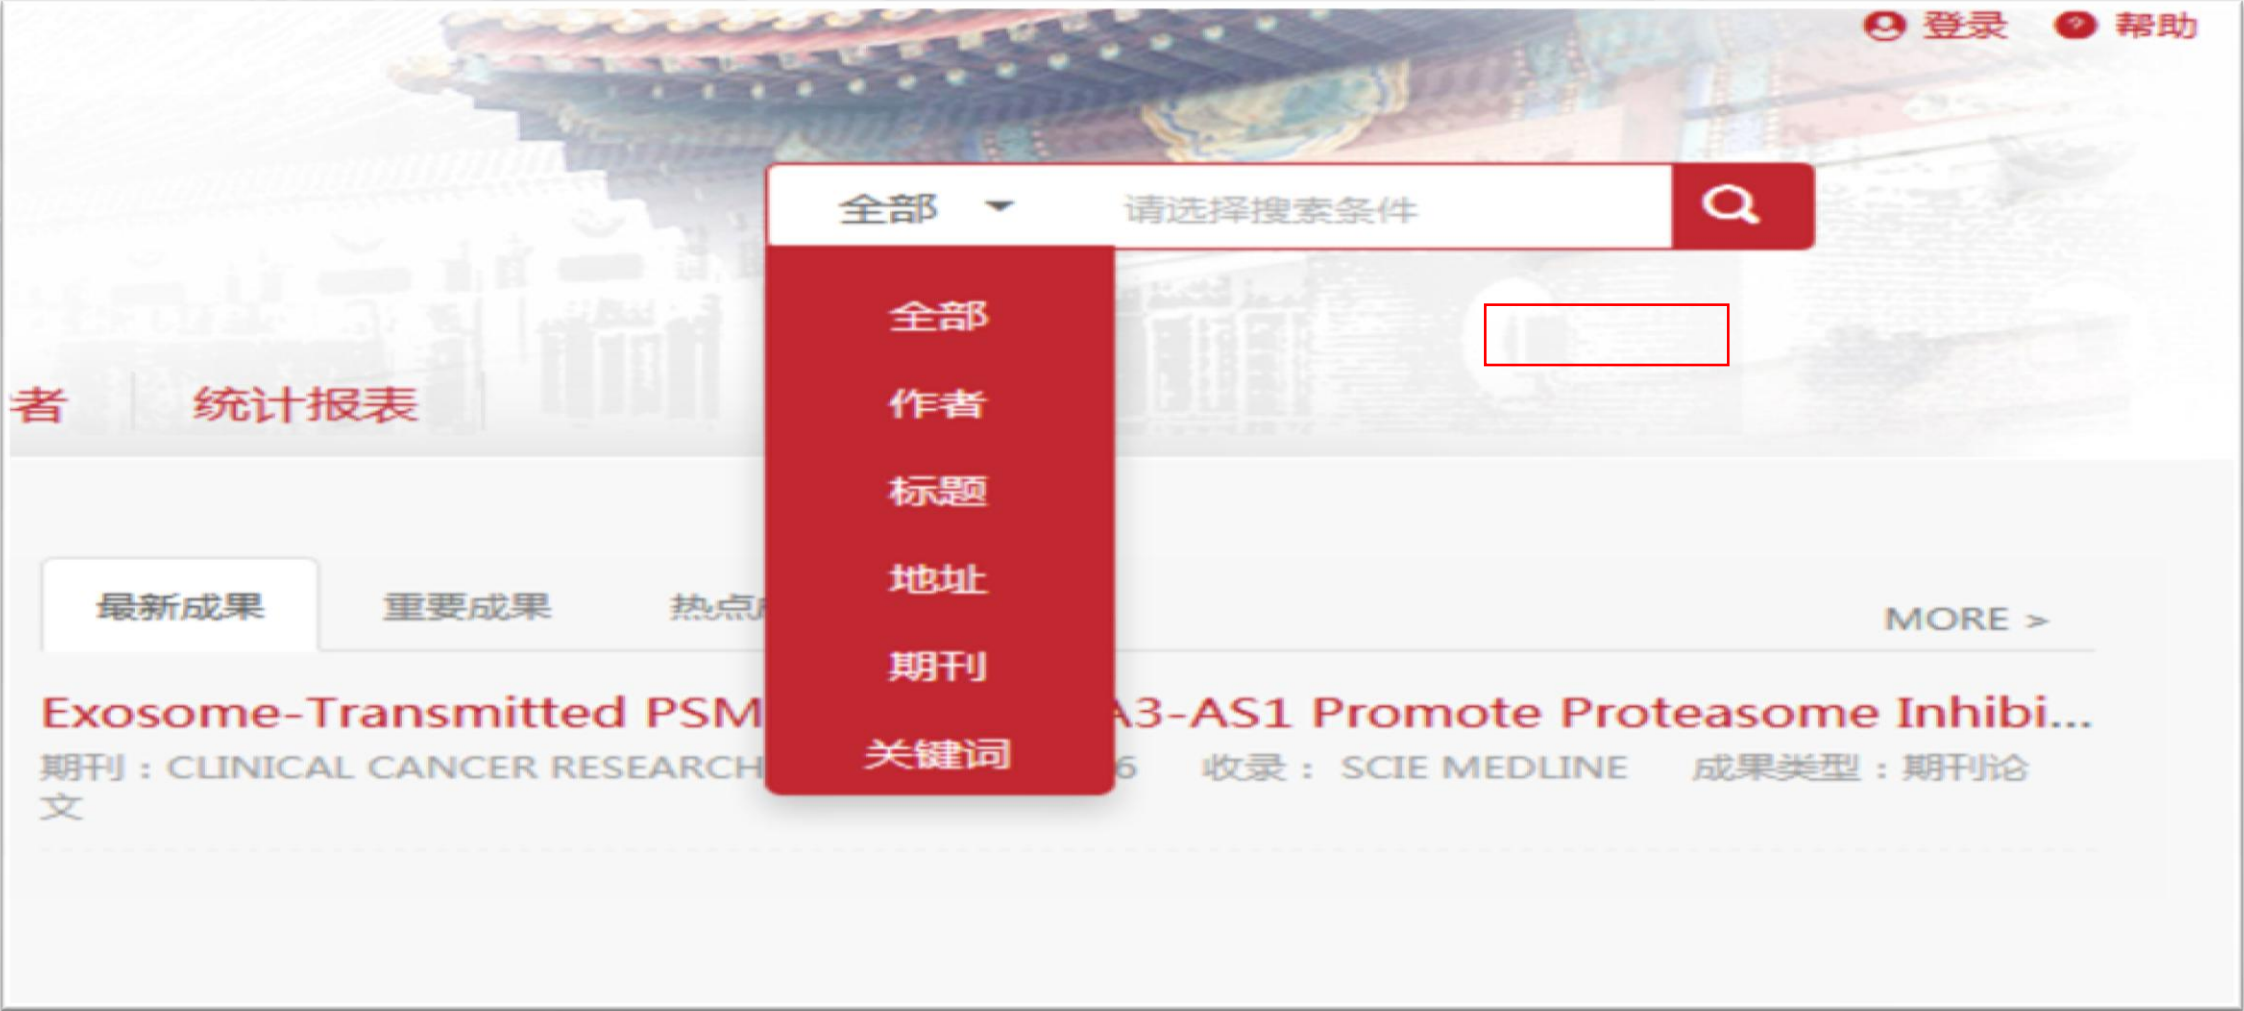 登录 帮助
全部 请选择搜索条件
全部
作者
标题
地址
期刊
关键词
者 统计报表
最新成果 重要成果 热点
MORE >
Exosome-Transmitted PSM A3-AS1 Promote Proteasome Inhibi...
期刊：CLINICAL CANCER RESEARCH 6 收录： SCIE MEDLINE 成果类型：期刊论
文